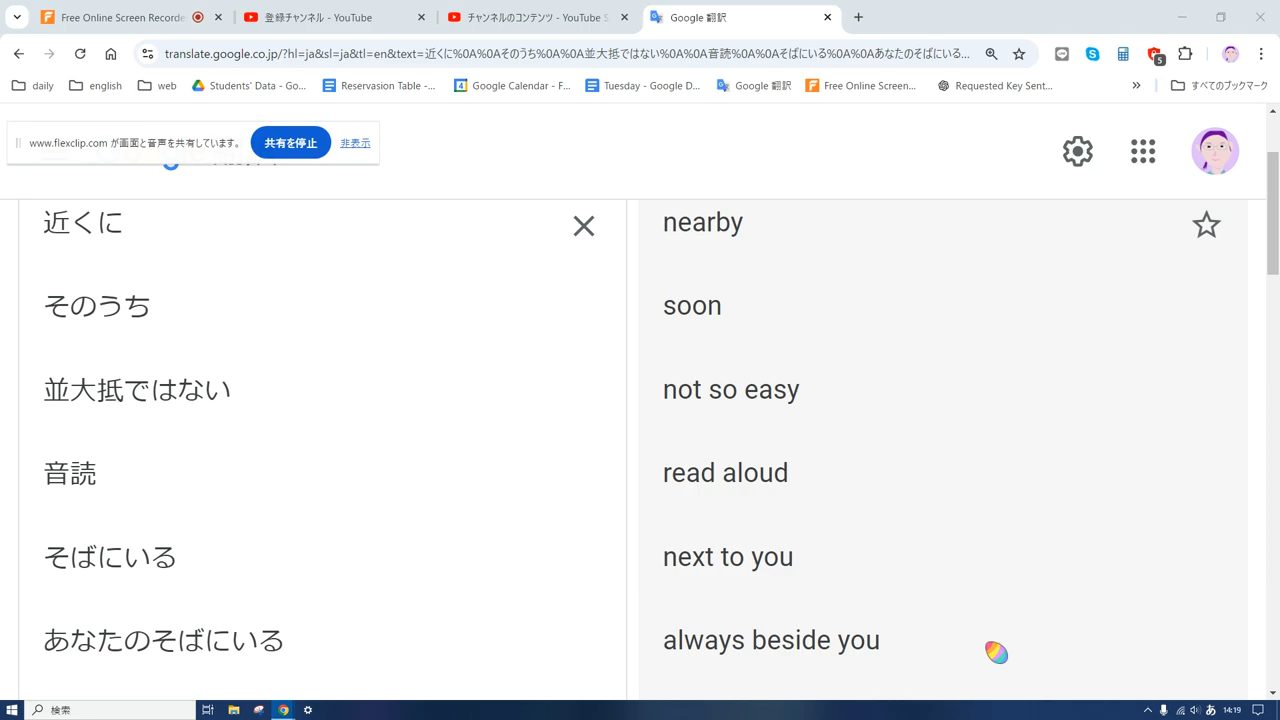 Free Online Screen Recorde
登録チャンネル - YouTube
チャンネルのコンテンツ - YouTube S
Google 翻訳
translate.google.co.jp/?hl=ja&sl=ja&tl=en&text=近くに%0A%0Aそのうち%0A%0A並大抵ではない%0A%0A音読%0A%0Aそばにいる%0A%0Aあなたのそばにいる...
5
daily
english
web
Students' Data - Go...
Reservasion Table -...
Google Calendar - F...
Tuesday - Google D...
Google 翻訳
Free Online Screen...
Requested Key Sent...
»
すべてのブックマーク
www.flexclip.com が画面と音声を共有しています。
共有を停止
非表示
近くに
nearby
そのうち
soon
並大抵ではない
not so easy
音読
read aloud
そばにいる
next to you
あなたのそばにいる
always beside you
検索
あ
14:19